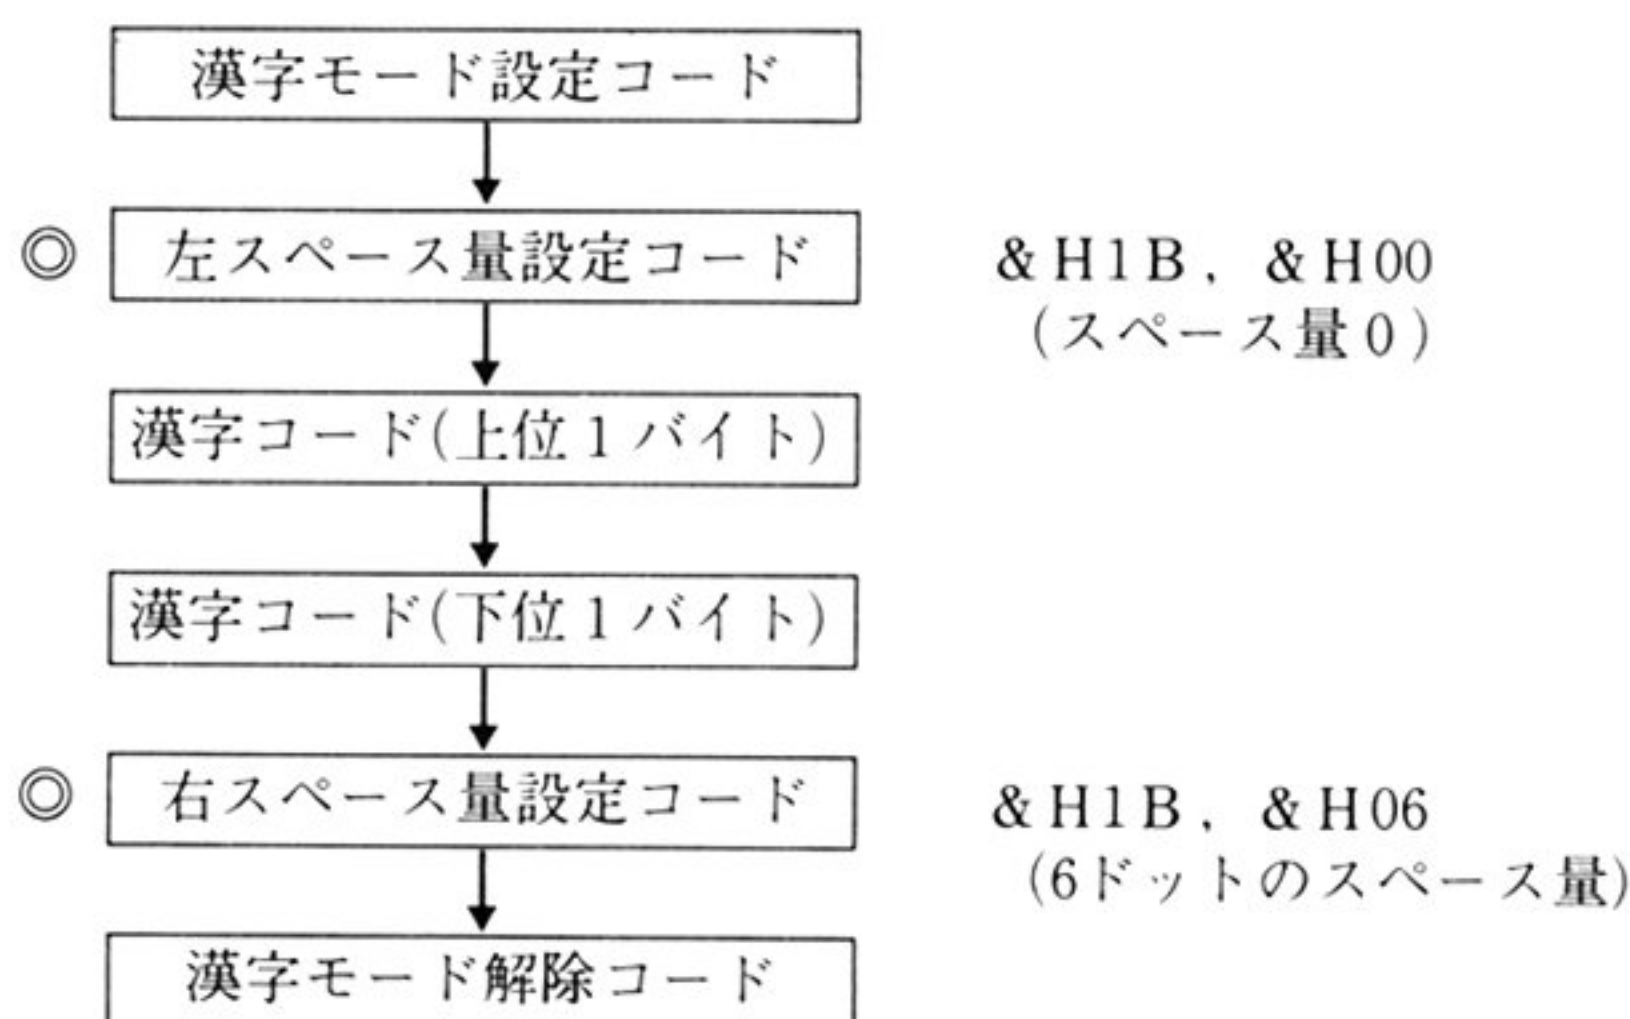 漢字モード設定コード
◎ 左スペース量設定コード &H1B, &H00
(スペース量0)
漢字コード(上位1バイト)
漢字コード(下位1バイト)
◎ 右スペース量設定コード &H1B, &H06
(6ドットのスペース量)
漢字モード解除コード